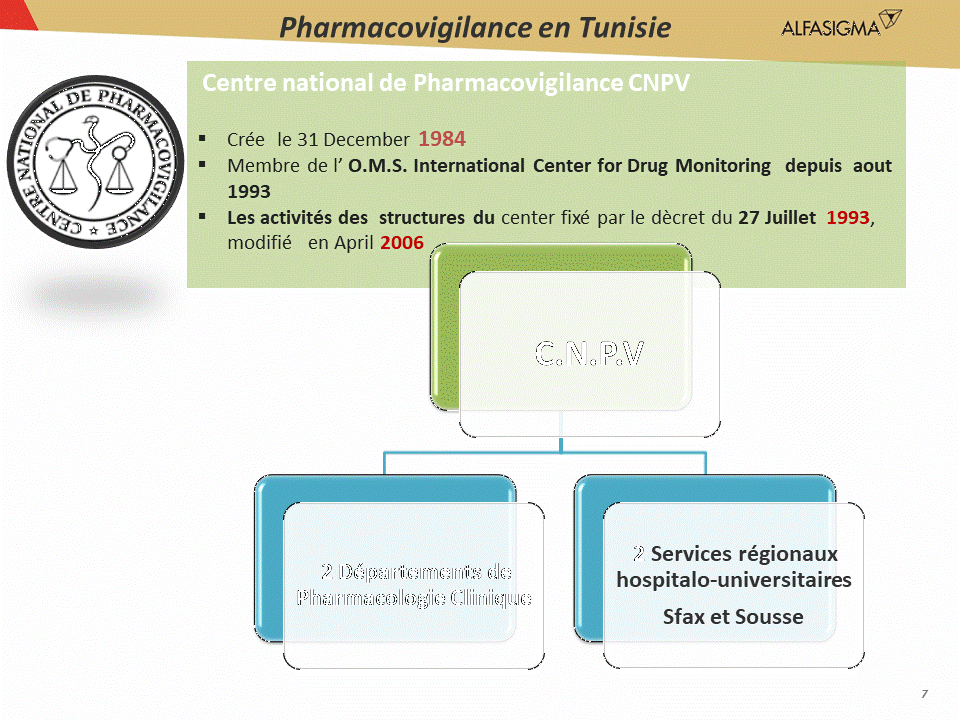 Pharmacovigilance en Tunisie
ALFASIGMA
Centre national de Pharmacovigilance CNPV
CENTRE NATIONAL DE PHARMACOVIGILANCE
▪ Crée le 31 December 1984
▪ Membre de l’ O.M.S. International Center for Drug Monitoring depuis aout
1993
▪ Les activités des structures du center fixé par le dècret du 27 Juillet 1993,
modifié en April 2006
C.N.P.V
2 Départements de
Pharmacologie Clinique
2 Services régionaux
hospitalo-universitaires
Sfax et Sousse
7